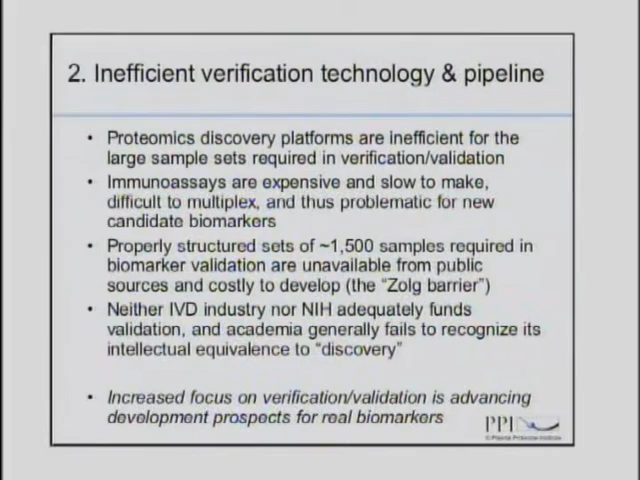 2. Inefficient verification technology & pipeline
• Proteomics discovery platforms are inefficient for the
large sample sets required in verification/validation
• Immunoassays are expensive and slow to make,
difficult to multiplex, and thus problematic for new
candidate biomarkers
• Properly structured sets of ~1,500 samples required in
biomarker validation are unavailable from public
sources and costly to develop (the "Zolg barrier")
• Neither IVD industry nor NIH adequately funds
validation, and academia generally fails to recognize its
intellectual equivalence to "discovery"
• Increased focus on verification/validation is advancing
development prospects for real biomarkers
PPI